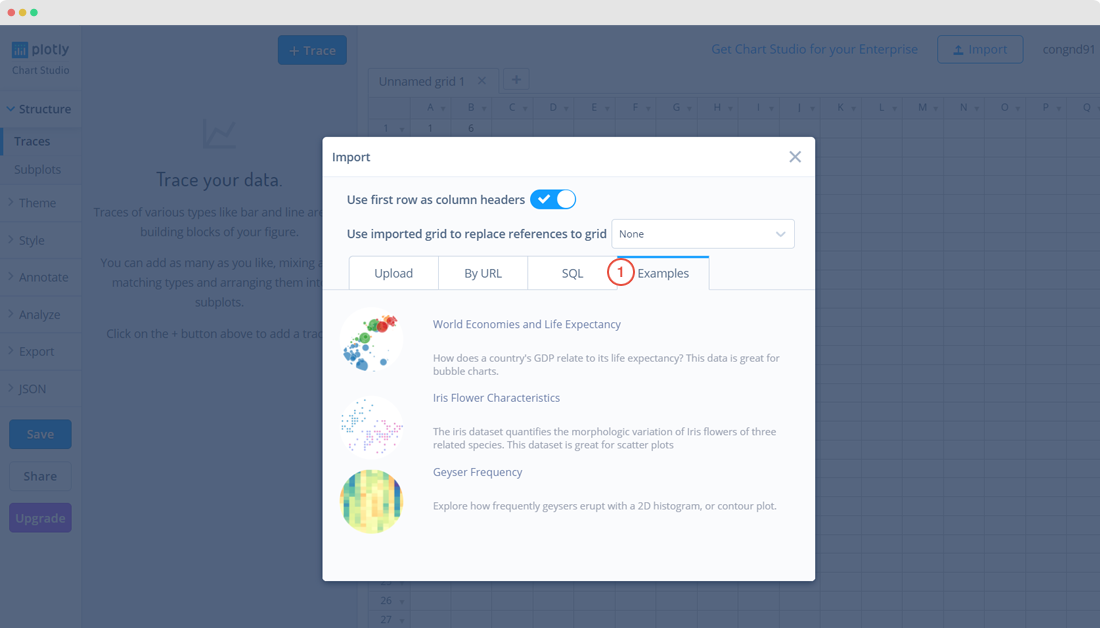 plotly
Chart Studio
+ Trace
Get Chart Studio for your Enterprise
Import
congnd91
Unnamed grid 1
+
A B C D E F G H I J K L M N O P Q
1 1 6
Structure
Traces
Subplots
Theme
Style
Annotate
Analyze
Export
JSON
Save
Share
Upgrade
Trace your data.
Traces of various types like bar and line are
building blocks of your figure.
You can add as many as you like, mixing a
matching types and arranging them into
subplots.
Click on the + button above to add a trac
Import
Use first row as column headers
Use imported grid to replace references to grid
None
Upload
By URL
SQL
1
Examples
World Economies and Life Expectancy
How does a country's GDP relate to its life expectancy? This data is great for
bubble charts.
Iris Flower Characteristics
The iris dataset quantifies the morphologic variation of Iris flowers of three
related species. This dataset is great for scatter plots
Geyser Frequency
Explore how frequently geysers erupt with a 2D histogram, or contour plot.
26
27